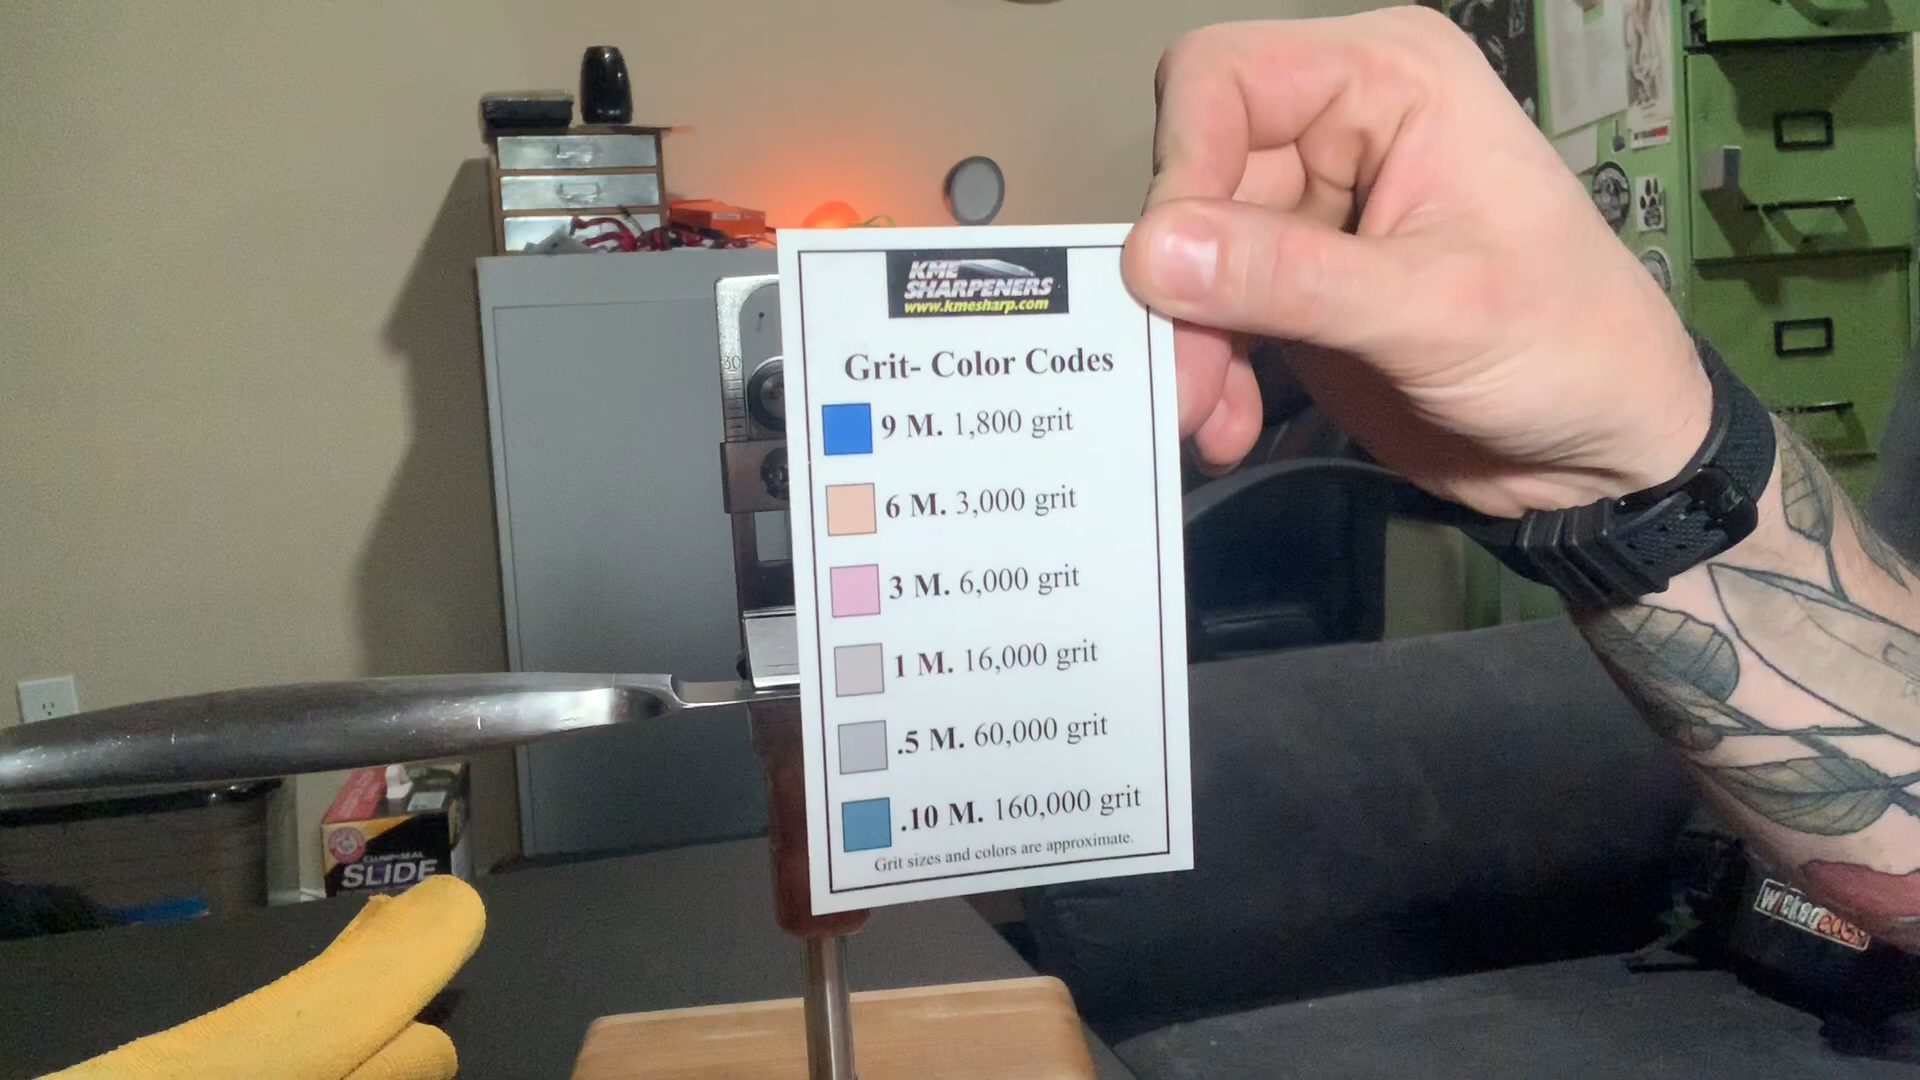 KME
SHARPENERS
www.kmesharp.com
Grit- Color Codes
9 M. 1,800 grit
6 M. 3,000 grit
3 M. 6,000 grit
1 M. 16,000 grit
.5 M. 60,000 grit
.10 M. 160,000 grit
Grit sizes and colors are approximate.
30
SLIDE